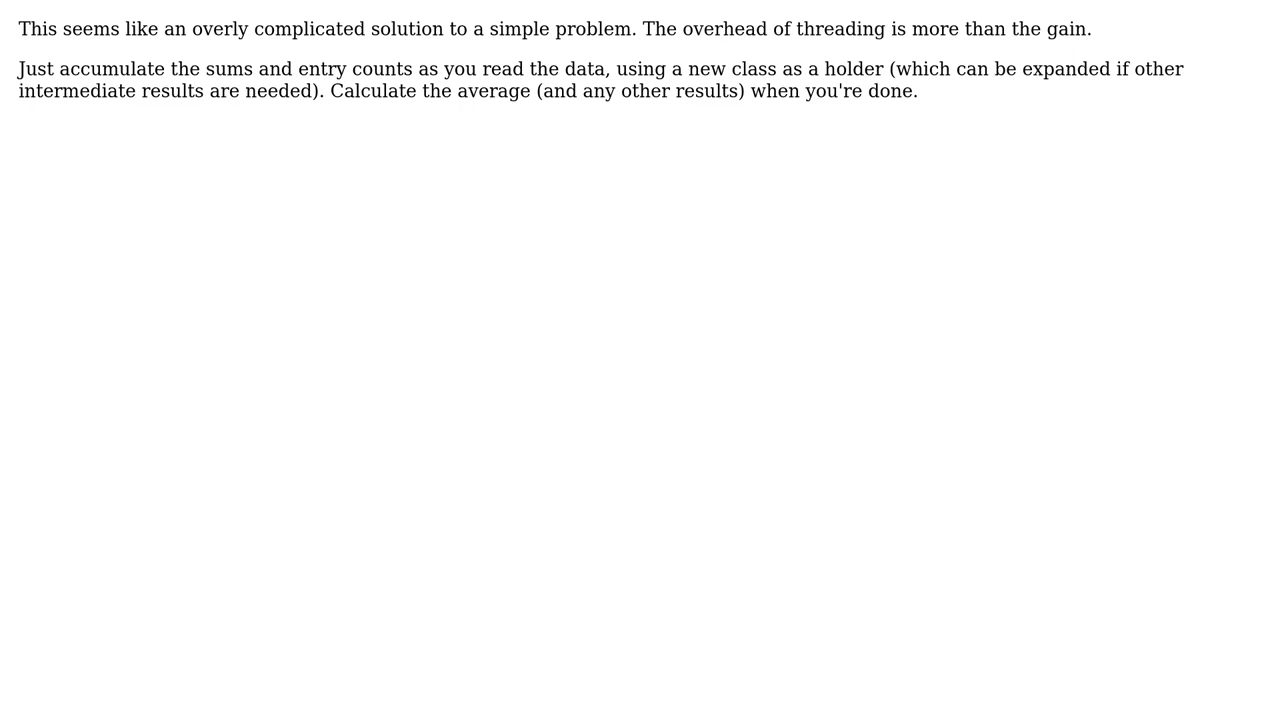 This seems like an overly complicated solution to a simple problem. The overhead of threading is more than the gain.
Just accumulate the sums and entry counts as you read the data, using a new class as a holder (which can be expanded if other
intermediate results are needed). Calculate the average (and any other results) when you're done.